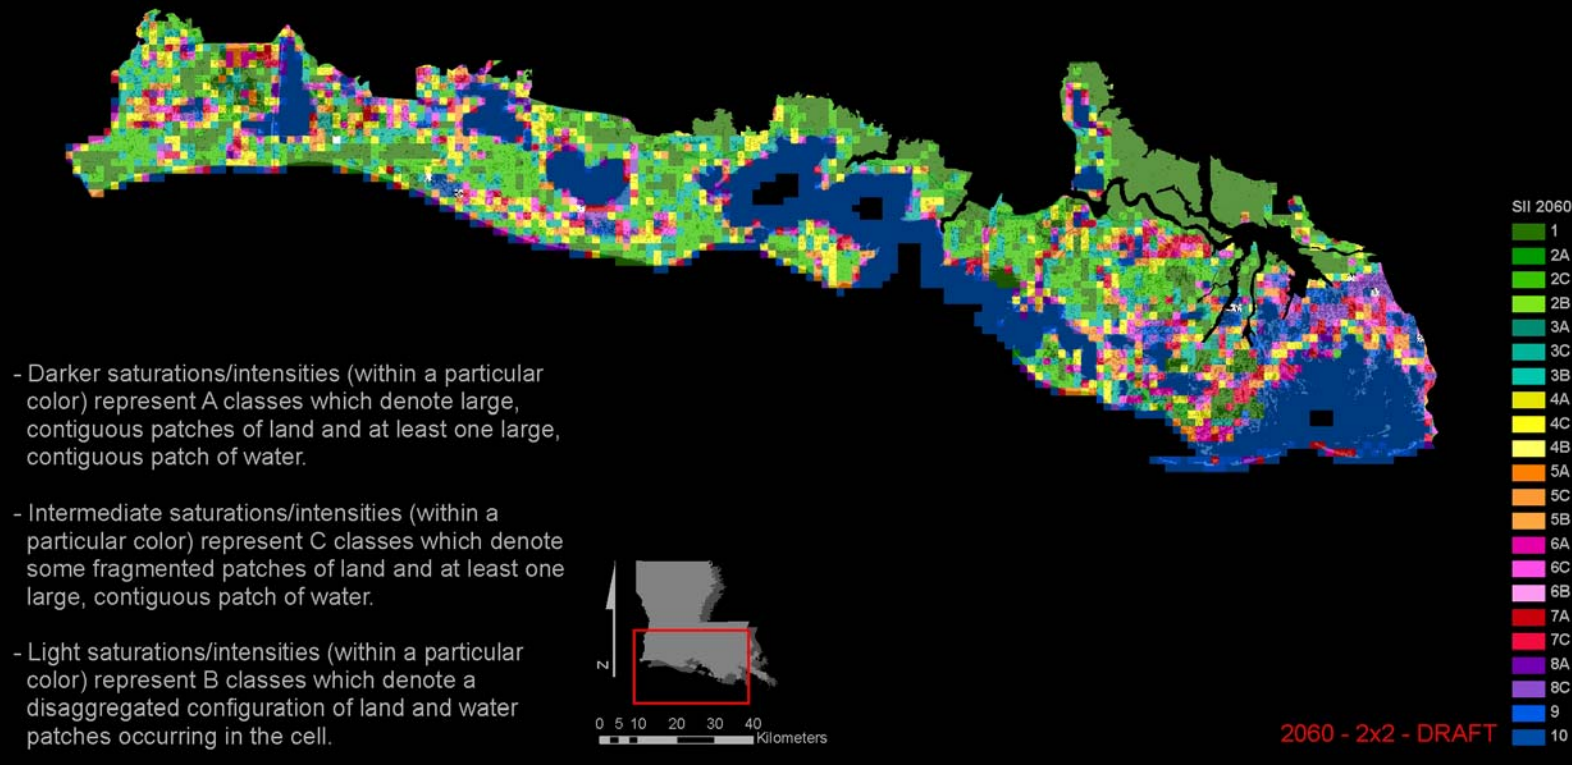 SII 2060
1
2A
2C
2B
3A
3C
3B
4A
4C
4B
5A
5C
5B
6A
6C
6B
7A
7C
8A
8C
9
10
- Darker saturations/intensities (within a particular
color) represent A classes which denote large,
contiguous patches of land and at least one large,
contiguous patch of water.
- Intermediate saturations/intensities (within a
particular color) represent C classes which denote
some fragmented patches of land and at least one
large, contiguous patch of water.
- Light saturations/intensities (within a particular
color) represent B classes which denote a
disaggregated configuration of land and water
patches occurring in the cell.
N
0 5 10 20 30 40
Kilometers
2060 - 2x2 - DRAFT